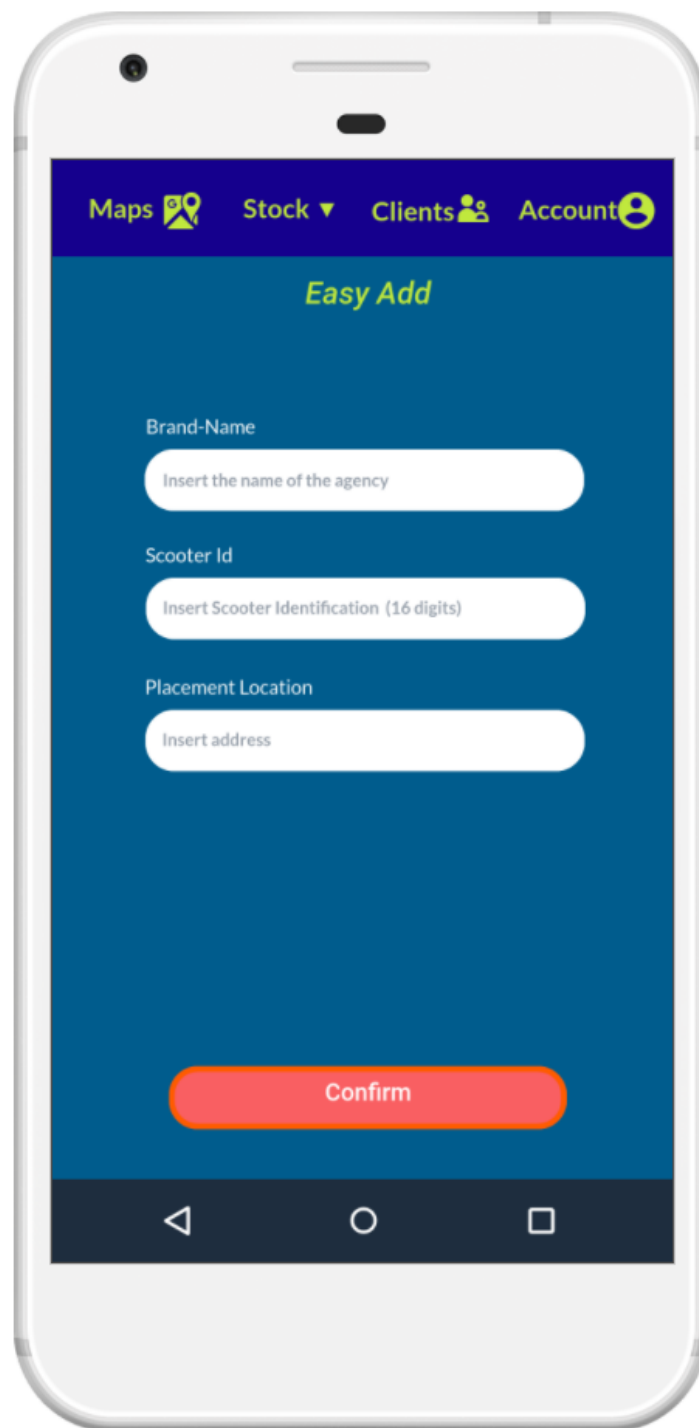 Maps Stock ▼ Clients Account
Easy Add
Brand-Name
Insert the name of the agency
Scooter Id
Insert Scooter Identification (16 digits)
Placement Location
Insert address
Confirm